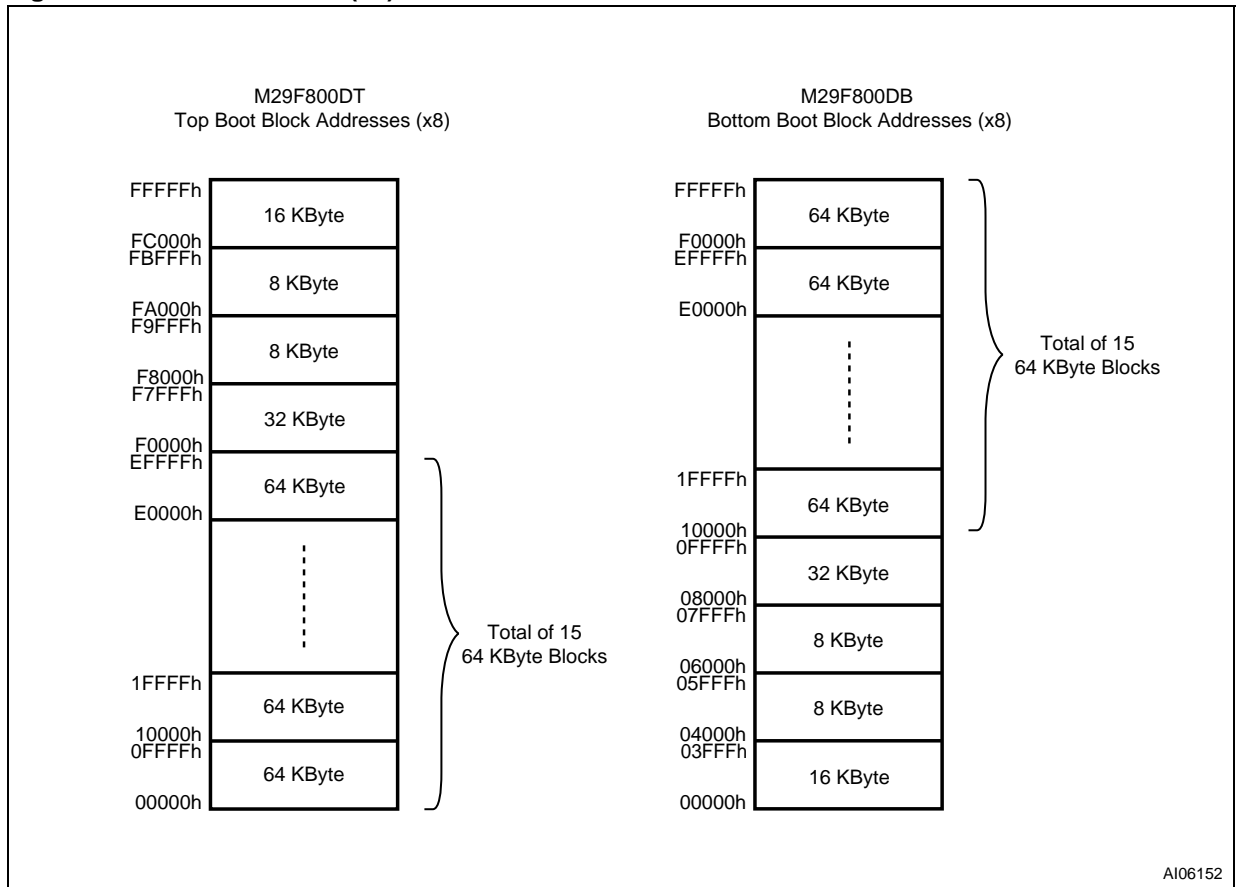 M29F800DT
Top Boot Block Addresses (x8)
FFFFFh
16 KByte
FC000h
FBFFFh
8 KByte
FA000h
F9FFFh
8 KByte
F8000h
F7FFFh
32 KByte
F0000h
EFFFFh
64 KByte
E0000h
Total of 15
64 KByte Blocks
1FFFFh
64 KByte
10000h
0FFFFh
64 KByte
00000h
M29F800DB
Bottom Boot Block Addresses (x8)
FFFFFh
64 KByte
F0000h
EFFFFh
64 KByte
E0000h
Total of 15
64 KByte Blocks
1FFFFh
64 KByte
10000h
0FFFFh
32 KByte
08000h
07FFFh
8 KByte
06000h
05FFFh
8 KByte
04000h
03FFFh
16 KByte
00000h
AI06152